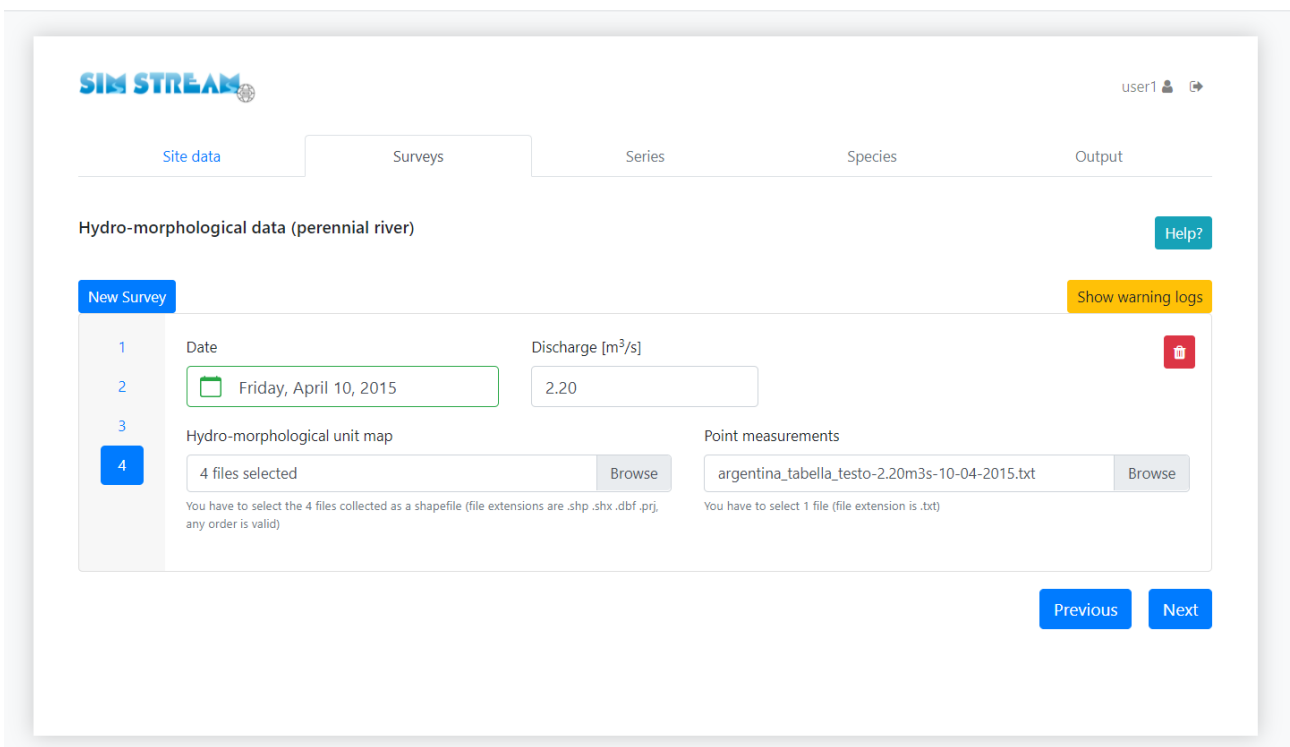 SIM STREAM
user1
Site data Surveys Series Species Output
Hydro-morphological data (perennial river)
Help?
New Survey
Show warning logs
1
2
3
4
Date
Discharge [m³/s]
Friday, April 10, 2015
2.20
Hydro-morphological unit map
Point measurements
4 files selected Browse
argentina_tabella_testo-2.20m3s-10-04-2015.txt Browse
You have to select the 4 files collected as a shapefile (file extensions are .shp .shx .dbf .prj,
any order is valid)
You have to select 1 file (file extension is .txt)
Previous
Next